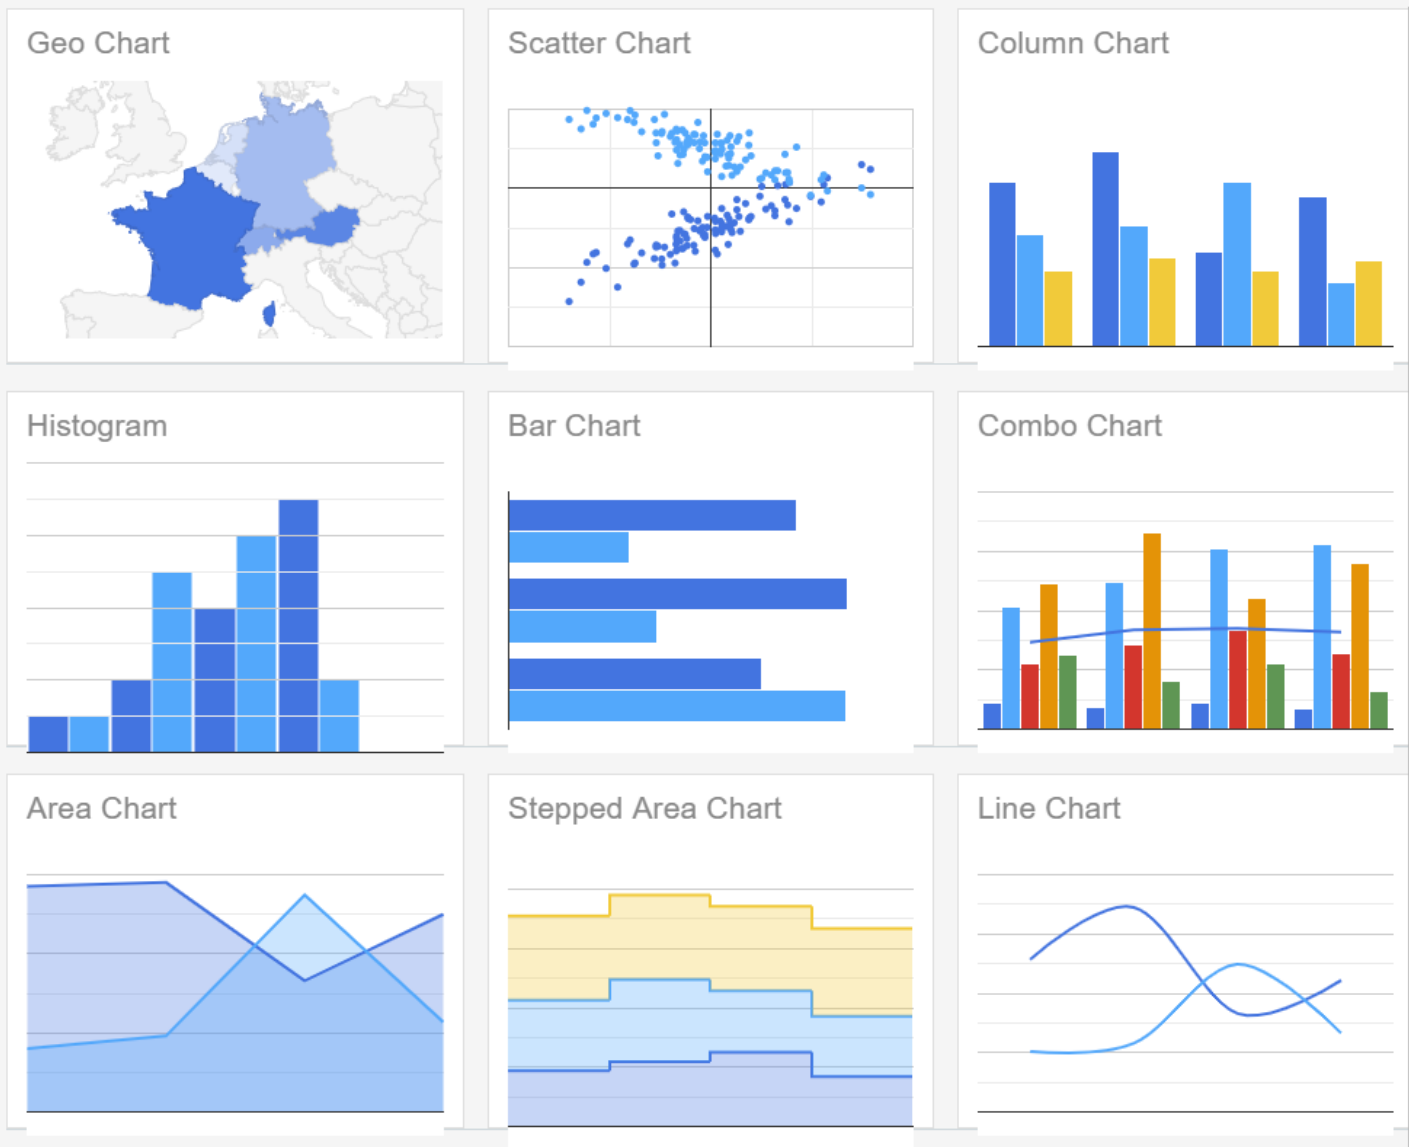 Geo Chart
Scatter Chart
Column Chart
Histogram
Bar Chart
Combo Chart
Area Chart
Stepped Area Chart
Line Chart